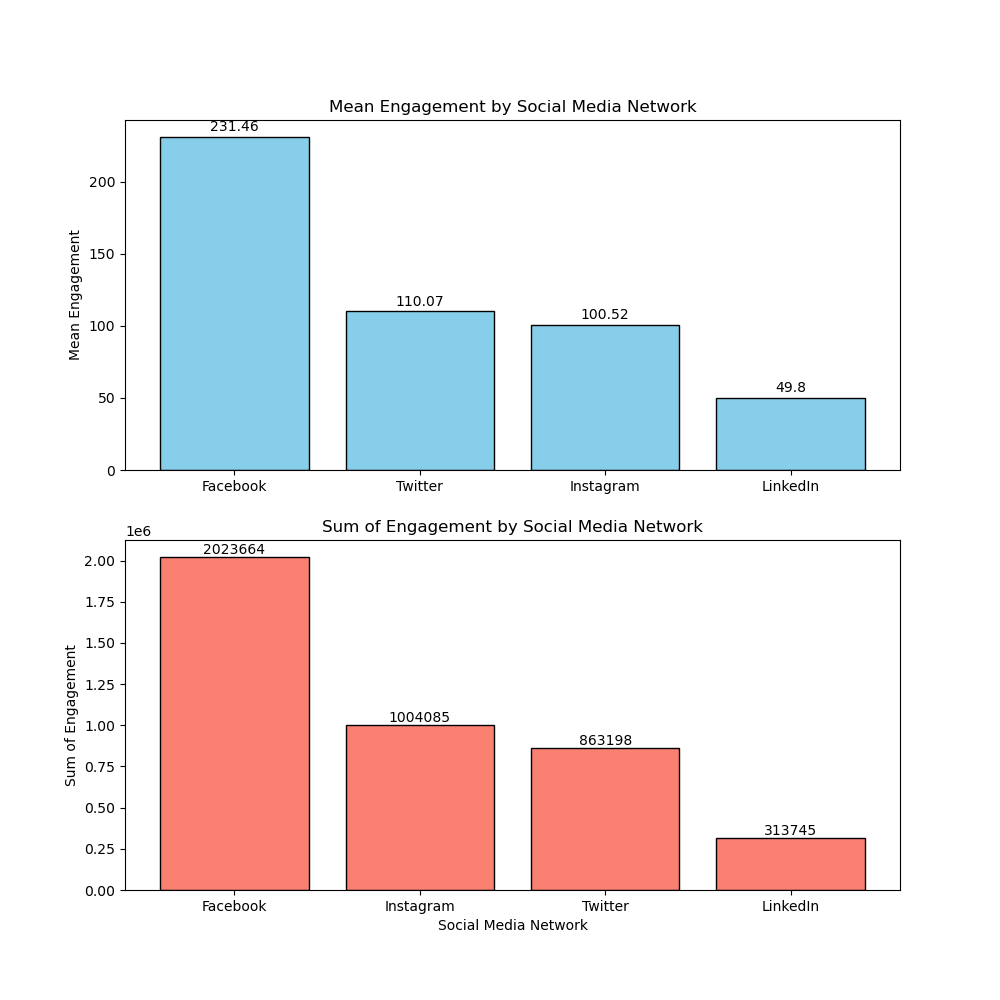 Mean Engagement by Social Media Network
231.46
110.07
100.52
49.8
Mean Engagement
200
150
100
50
0
Facebook Twitter Instagram LinkedIn
Sum of Engagement by Social Media Network
1e6
2023664
1004085
863198
313745
Sum of Engagement
2.00
1.75
1.50
1.25
1.00
0.75
0.50
0.25
0.00
Facebook Instagram Twitter LinkedIn
Social Media Network